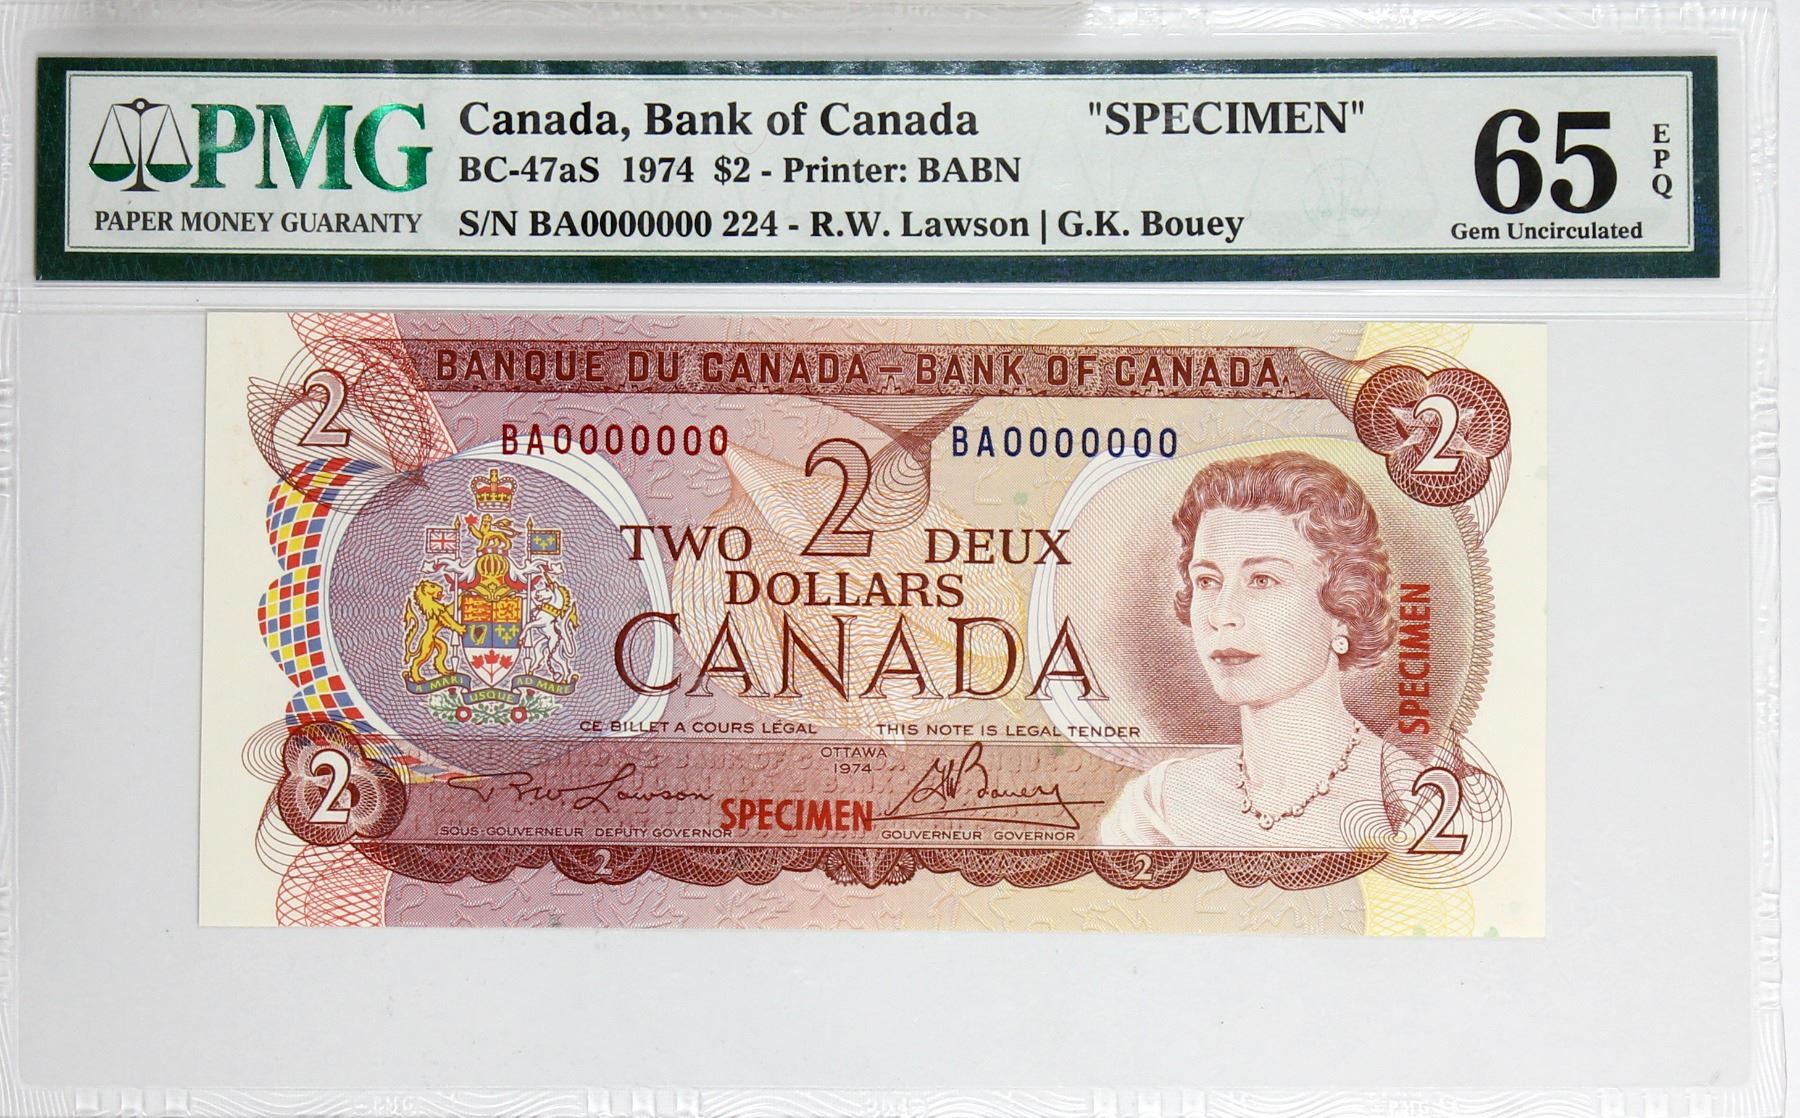 PMG
PAPER MONEY GUARANTY
Canada, Bank of Canada "SPECIMEN"
BC-47aS 1974 $2 - Printer: BABN
S/N BA0000000 224 - R.W. Lawson | G.K. Bouey
65
EPQ
Gem Uncirculated
BANQUE DU CANADA – BANK OF CANADA
2
2
BA0000000
BA0000000
2
TWO DEUX
DOLLARS
CANADA
A MARI USQUE AD MARE
CE BILLET A COURS LÉGAL THIS NOTE IS LEGAL TENDER
OTTAWA
1974
R.W. Lawson
G.K. Bouey
SPECIMEN
SPECIMEN
SOUS-GOUVERNEUR DEPUTY GOVERNOR
GOUVERNEUR GOVERNOR
2
2
2
2